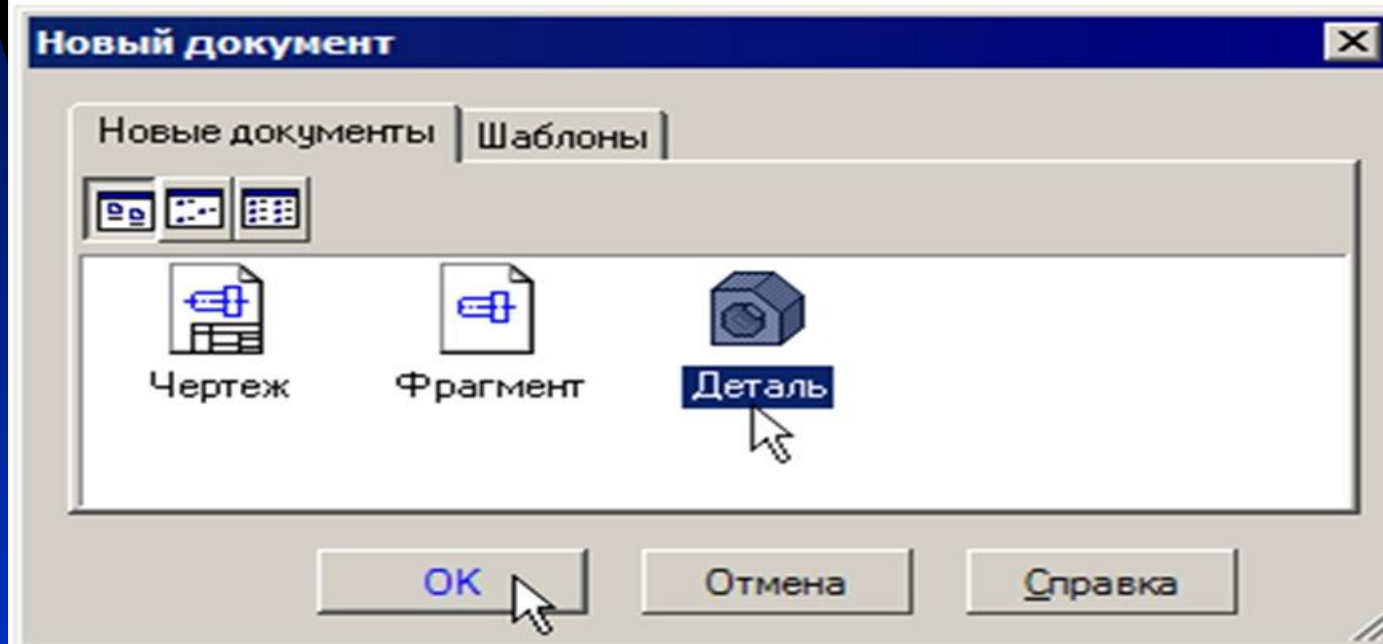 Новый документ
Новые документы Шаблоны
Чертеж Фрагмент Деталь
OK Отмена Справка